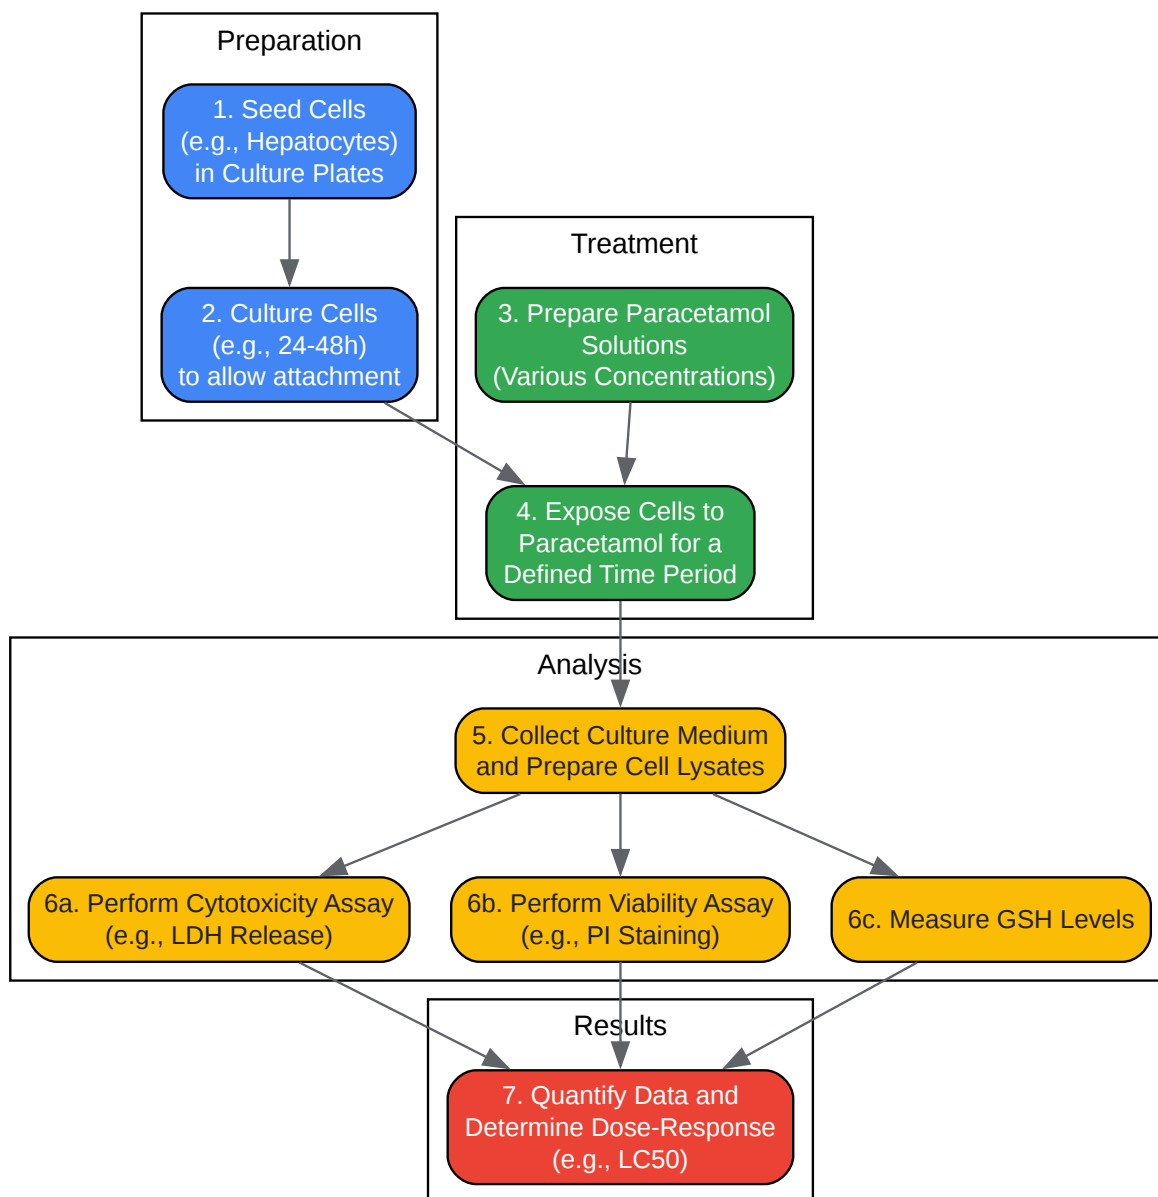 Preparation
1. Seed Cells
(e.g., Hepatocytes)
in Culture Plates
2. Culture Cells
(e.g., 24-48h)
to allow attachment
Treatment
3. Prepare Paracetamol
Solutions
(Various Concentrations)
4. Expose Cells to
Paracetamol for a
Defined Time Period
Analysis
5. Collect Culture Medium
and Prepare Cell Lysates
6a. Perform Cytotoxicity Assay
(e.g., LDH Release)
6b. Perform Viability Assay
(e.g., PI Staining)
6c. Measure GSH Levels
Results
7. Quantify Data and
Determine Dose-Response
(e.g., LC50)